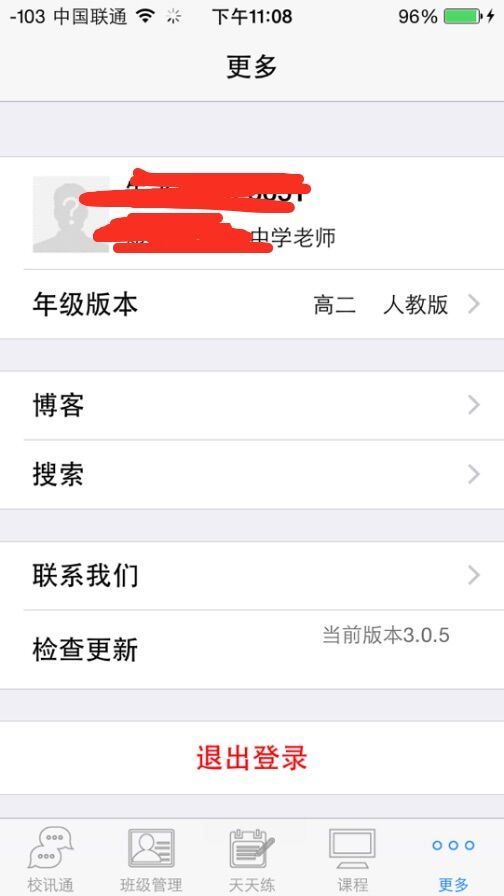 -103 中国联通 下午11:08 96%
更多
中学老师
年级版本 高二 人教版
博客
搜索
联系我们
检查更新 当前版本3.0.5
退出登录
校讯通 班级管理 天天练 课程 更多